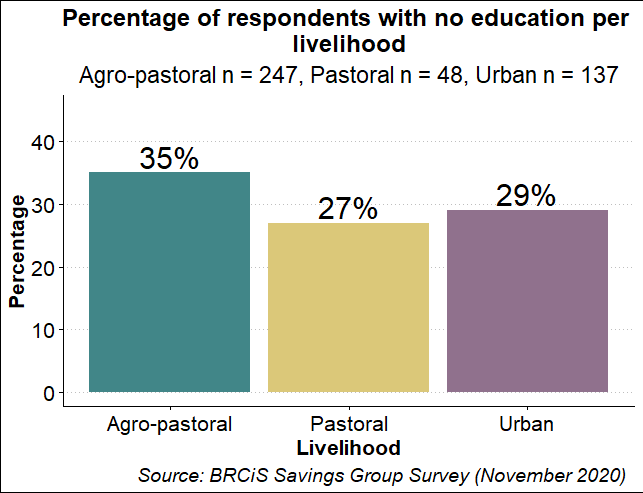 Percentage of respondents with no education per
livelihood
Agro-pastoral n = 247, Pastoral n = 48, Urban n = 137
Percentage
40
30
20
10
0
35%
27%
29%
Agro-pastoral
Pastoral
Urban
Livelihood
Source: BRCiS Savings Group Survey (November 2020)